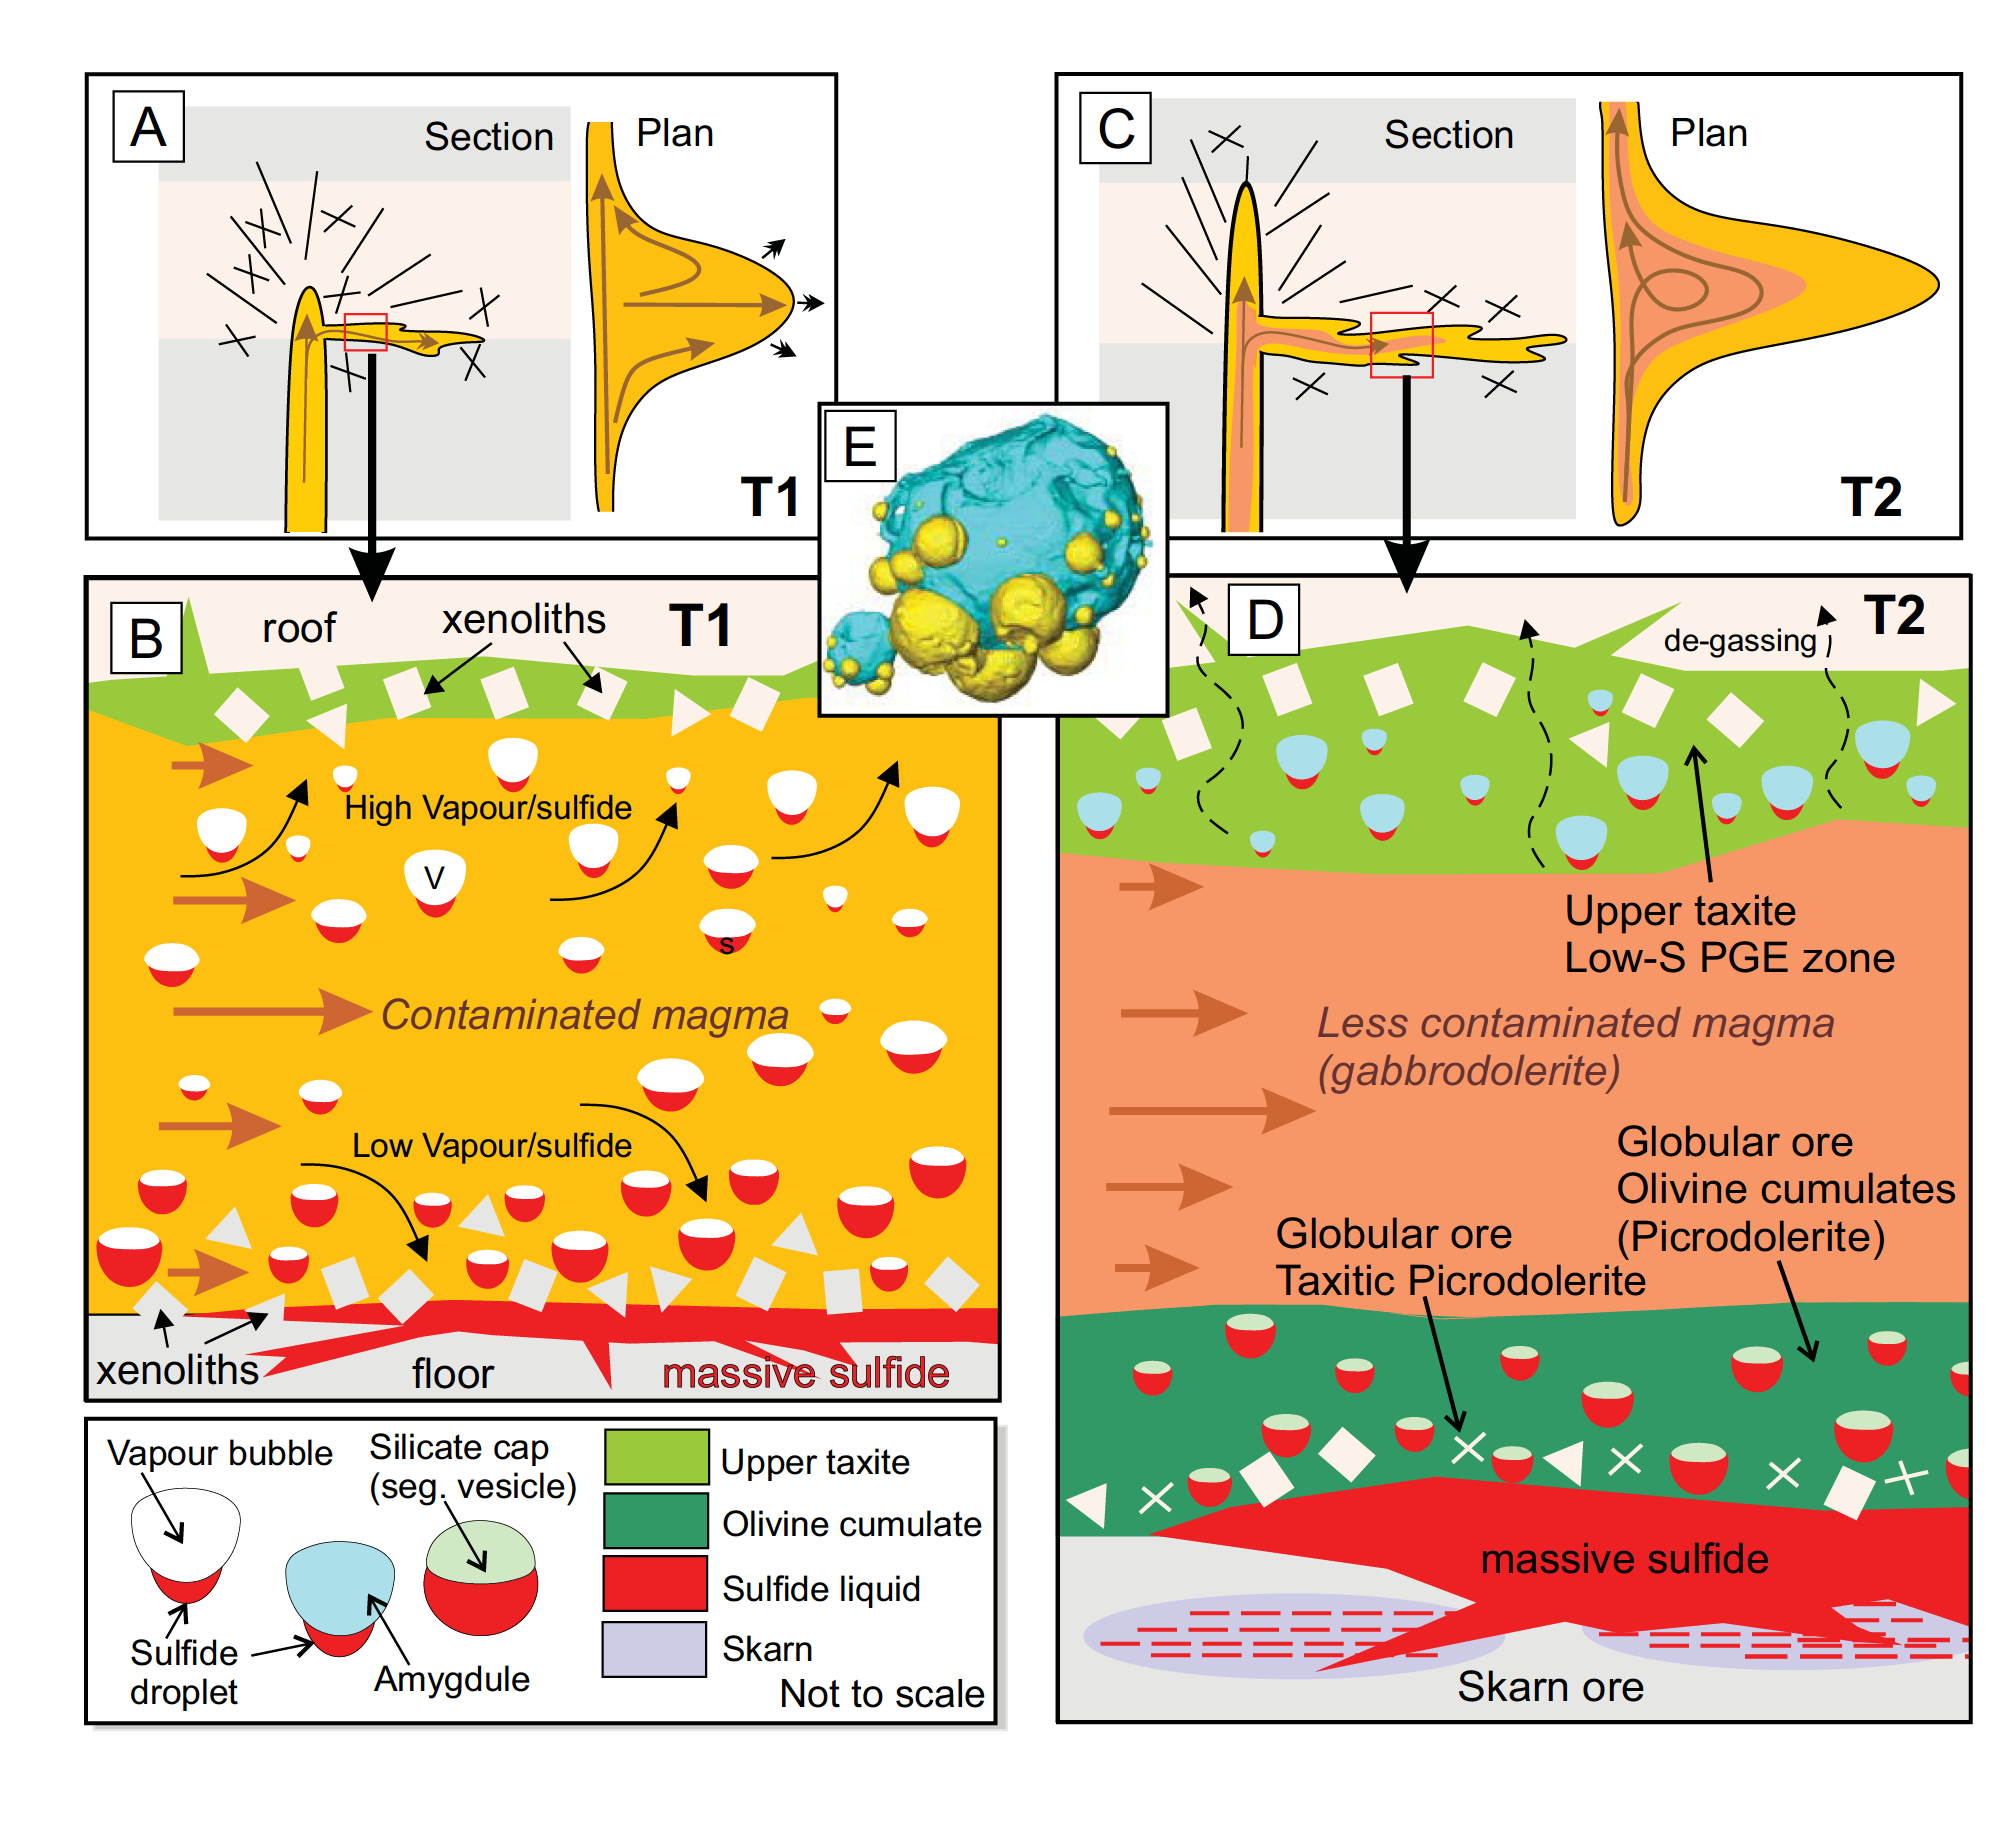 A
Section
Plan
T1
C
Section
Plan
T2
E
B
roof
xenoliths
T1
High Vapour/sulfide
V
s
Contaminated magma
Low Vapour/sulfide
xenoliths
floor
massive sulfide
D
de-gassing
T2
Upper taxite
Low-S PGE zone
Less contaminated magma
(gabbrodolerite)
Globular ore
Olivine cumulates
(Picrodolerite)
Globular ore
Taxitic Picrodolerite
massive sulfide
Skarn ore
Vapour bubble
Silicate cap
(seg. vesicle)
Sulfide
droplet
Amygdule
Upper taxite
Olivine cumulate
Sulfide liquid
Skarn
Not to scale